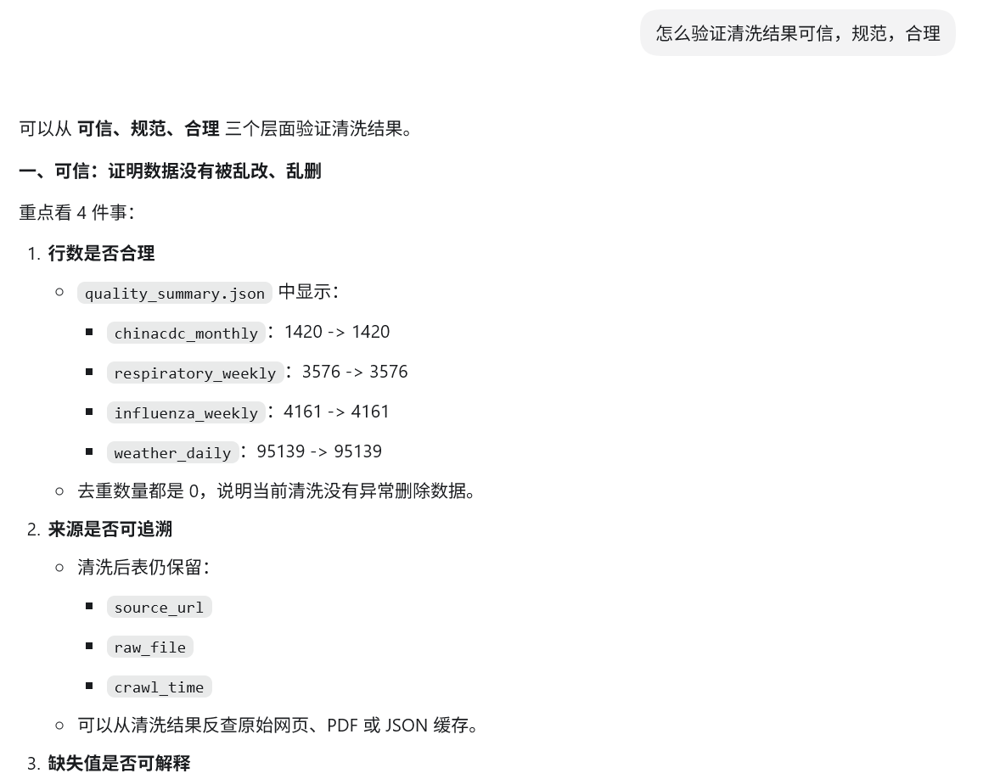 怎么验证清洗结果可信，规范，合理
可以从 可信、规范、合理 三个层面验证清洗结果。
一、可信：证明数据没有被乱改、乱删
重点看 4 件事：
1. 行数是否合理
quality_summary.json 中显示：
chinacdc_monthly： 1420 -> 1420
respiratory_weekly： 3576 -> 3576
influenza_weekly： 4161 -> 4161
weather_daily： 95139 -> 95139
去重数量都是 0，说明当前清洗没有异常删除数据。
2. 来源是否可追溯
清洗后表仍保留：
source_url
raw_file
crawl_time
可以从清洗结果反查原始网页、PDF 或 JSON 缓存。
3. 缺失值是否可解释